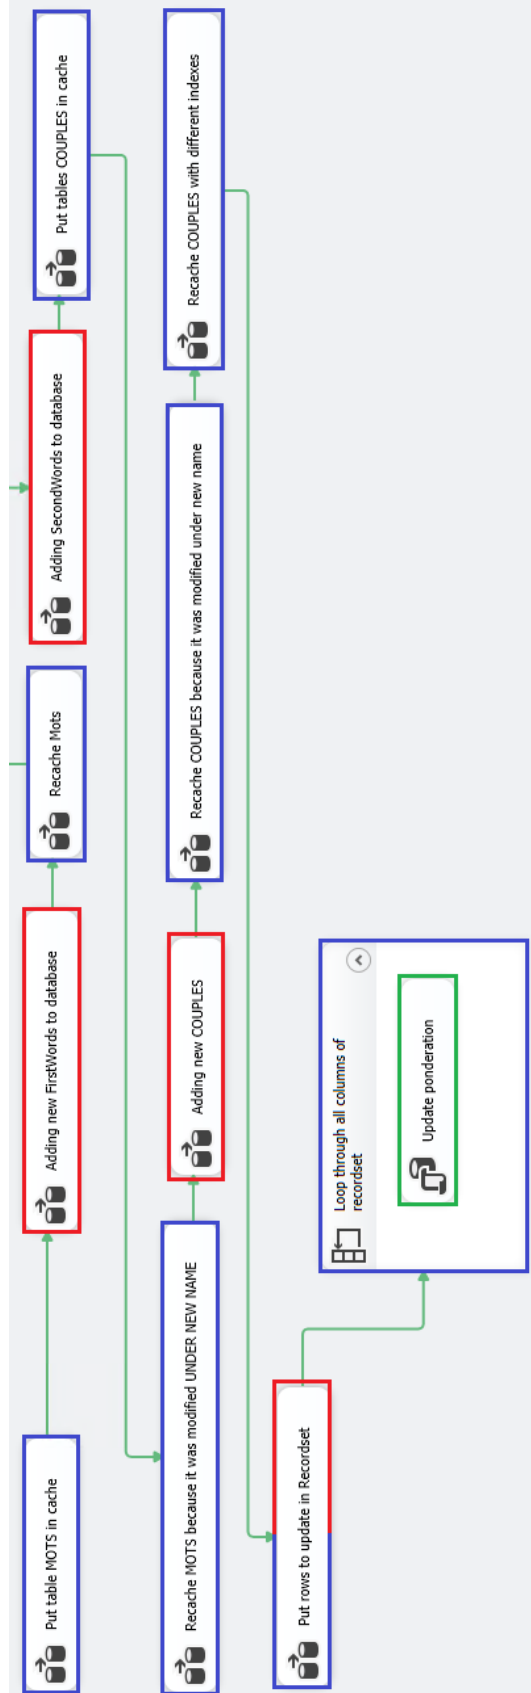 Put table MOTS in cache
Adding new FirstWords to database
Recache Mots
Adding SecondWords to database
Put tables COUPLES in cache
Recache MOTS because it was modified UNDER NEW NAME
Adding new COUPLES
Recache COUPLES because it was modified under new name
Recache COUPLES with different indexes
Put rows to update in Recordset
Loop through all columns of
recordset
Update ponderation